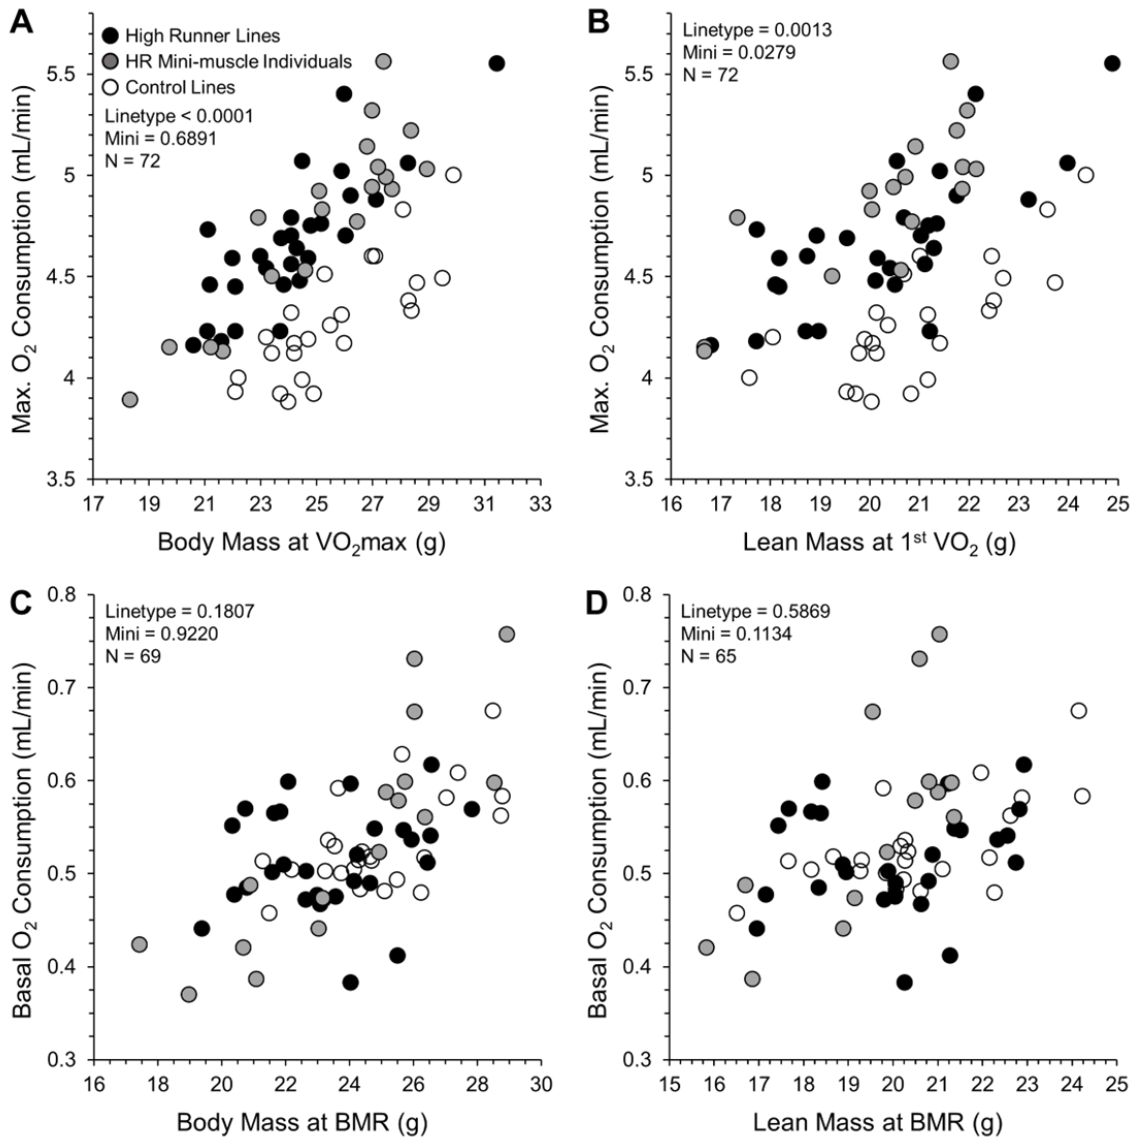 A
High Runner Lines
HR Mini-muscle Individuals
Control Lines
Linetype < 0.0001
Mini = 0.6891
N = 72
Max. O₂ Consumption (mL/min)
5.5
5
4.5
4
3.5
17 19 21 23 25 27 29 31 33
Body Mass at VO₂max (g)
B
Linetype = 0.0013
Mini = 0.0279
N = 72
Max. O₂ Consumption (mL/min)
5.5
5
4.5
4
3.5
16 17 18 19 20 21 22 23 24 25
Lean Mass at 1ˢᵗ VO₂ (g)
C
Linetype = 0.1807
Mini = 0.9220
N = 69
Basal O₂ Consumption (mL/min)
0.8
0.7
0.6
0.5
0.4
0.3
16 18 20 22 24 26 28 30
Body Mass at BMR (g)
D
Linetype = 0.5869
Mini = 0.1134
N = 65
Basal O₂ Consumption (mL/min)
0.8
0.7
0.6
0.5
0.4
0.3
15 16 17 18 19 20 21 22 23 24 25
Lean Mass at BMR (g)